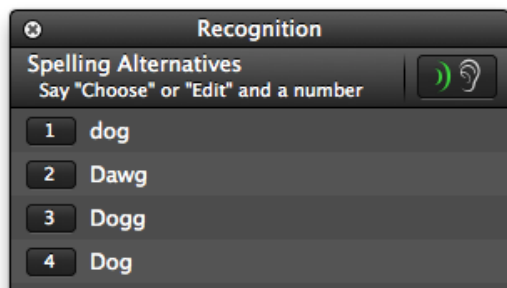 Recognition
Spelling Alternatives
Say "Choose" or "Edit" and a number
1 dog
2 Dawg
3 Dogg
4 Dog